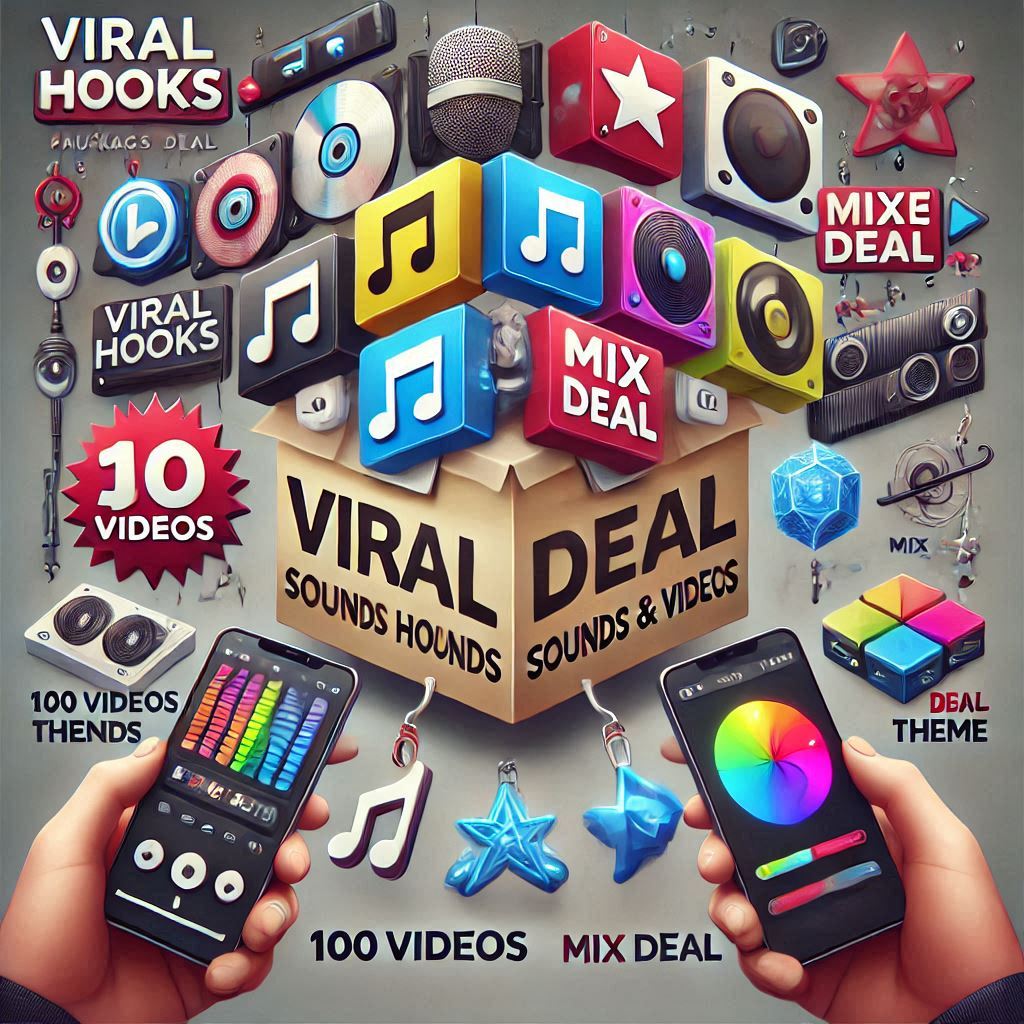 VIRAL
HOOKS
VIRAL
HOOKS
MIXE
DEAL
MIX
DEAL
10
VIDEOS
VIRAL
SOUNDS HOUNDS
DEAL
SOUNDS & VIDEOS
MIX
100 VIDEOS
THENDS
DEAL
THEME
100 VIDEOS
MIX DEAL